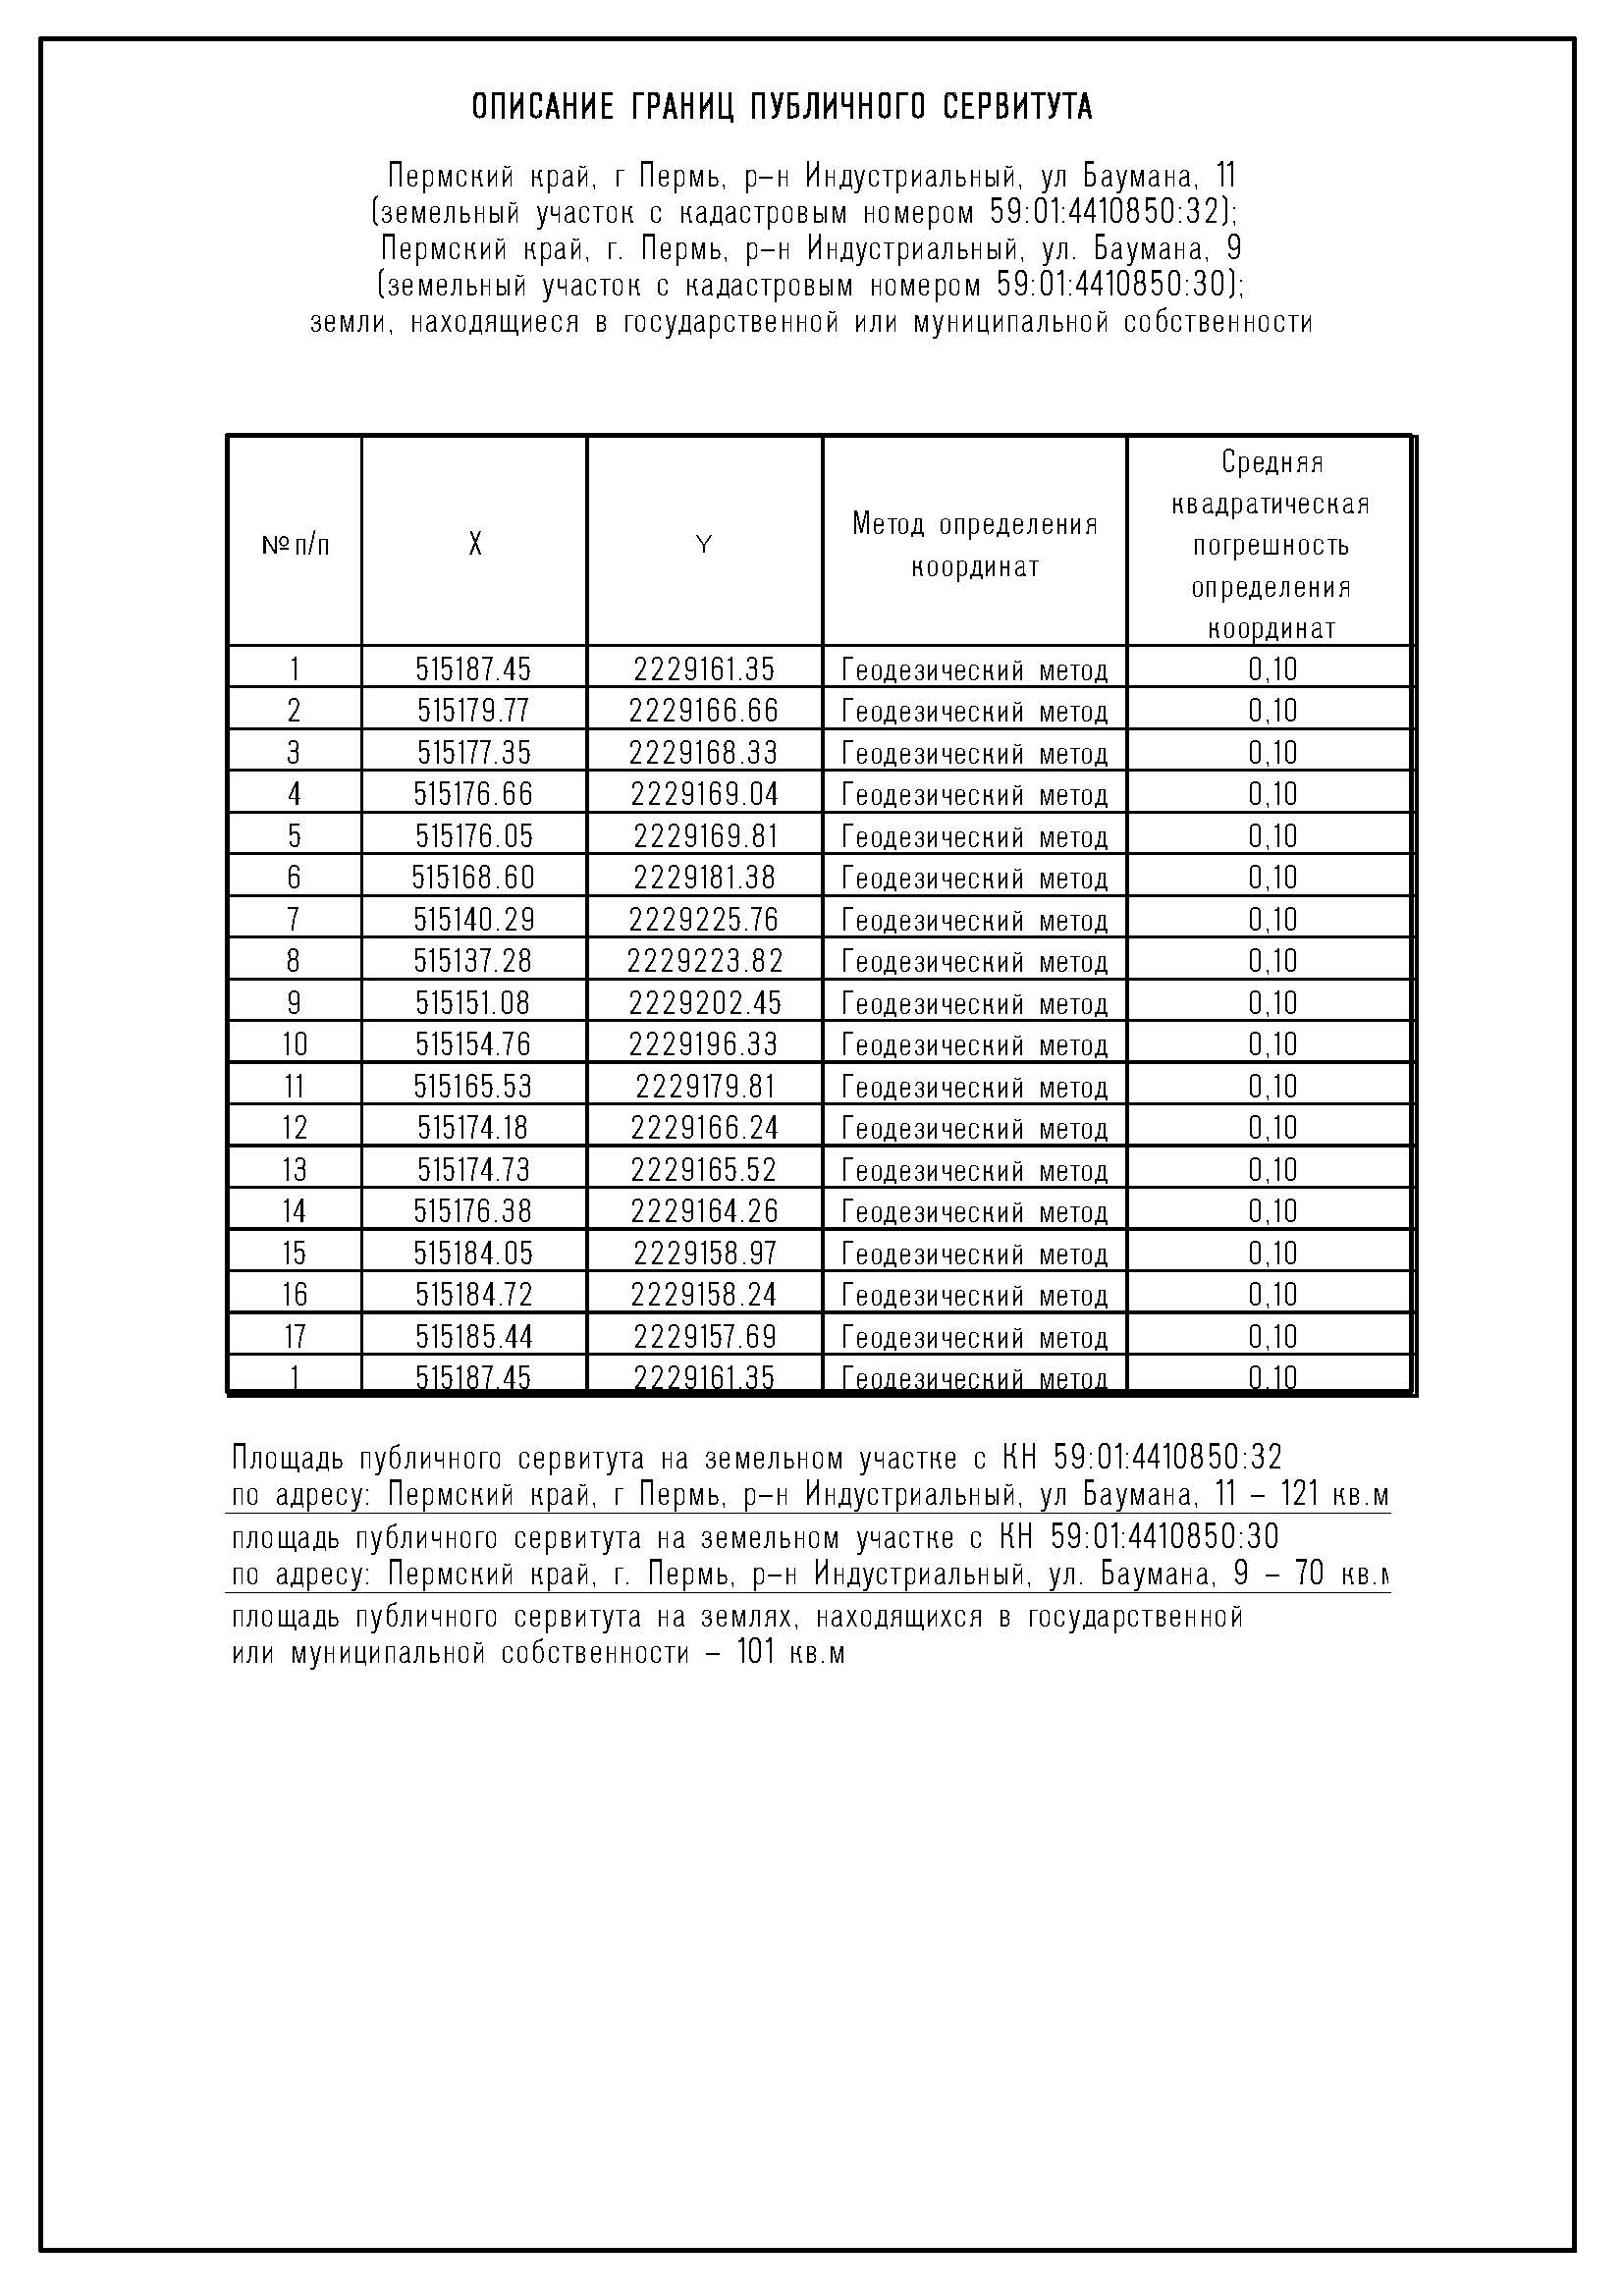 ОПИСАНИЕ ГРАНИЦ ПУБЛИЧНОГО СЕРВИТУТА
Пермский край, г Пермь, р-н Индустриальный, ул Баумана, 11
(земельный участок с кадастровым номером 59:01:4410850:32);
Пермский край, г. Пермь, р-н Индустриальный, ул. Баумана, 9
(земельный участок с кадастровым номером 59:01:4410850:30);
земли, находящиеся в государственной или муниципальной собственности
№п/п X Y Метод определения координат Средняя квадратическая погрешность определения координат
1 515187.45 2229161.35 Геодезический метод 0,10
2 515179.77 2229166.66 Геодезический метод 0,10
3 515177.35 2229168.33 Геодезический метод 0,10
4 515176.66 2229169.04 Геодезический метод 0,10
5 515176.05 2229169.81 Геодезический метод 0,10
6 515168.60 2229181.38 Геодезический метод 0,10
7 515140.29 2229225.76 Геодезический метод 0,10
8 515137.28 2229223.82 Геодезический метод 0,10
9 515151.08 2229202.45 Геодезический метод 0,10
10 515154.76 2229196.33 Геодезический метод 0,10
11 515165.53 2229179.81 Геодезический метод 0,10
12 515174.18 2229166.24 Геодезический метод 0,10
13 515174.73 2229165.52 Геодезический метод 0,10
14 515176.38 2229164.26 Геодезический метод 0,10
15 515184.05 2229158.97 Геодезический метод 0,10
16 515184.72 2229158.24 Геодезический метод 0,10
17 515185.44 2229157.69 Геодезический метод 0,10
1 515187.45 2229161.35 Геодезический метод 0,10
Площадь публичного сервитута на земельном участке с КН 59:01:4410850:32
по адресу: Пермский край, г Пермь, р-н Индустриальный, ул Баумана, 11 – 121 кв.м
площадь публичного сервитута на земельном участке с КН 59:01:4410850:30
по адресу: Пермский край, г. Пермь, р-н Индустриальный, ул. Баумана, 9 – 70 кв.м
площадь публичного сервитута на землях, находящихся в государственной
или муниципальной собственности – 101 кв.м